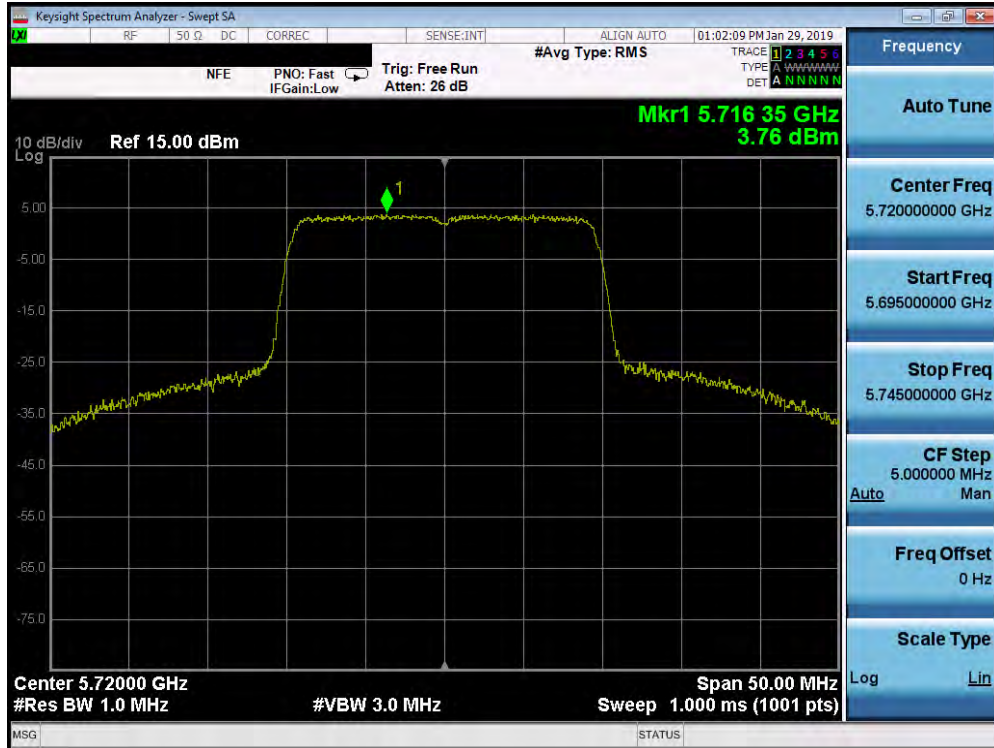 Keysight Spectrum Analyzer - Swept SA
LXI RF 50 Ω DC CORREC SENSE:INT ALIGN AUTO 01:02:09 PM Jan 29, 2019
#Avg Type: RMS
TRACE 1 2 3 4 5 6
TYPE A WWWWW
DET A N N N N N
NFE PNO: Fast Trig: Free Run
IFGain:Low Atten: 26 dB
Mkr1 5.716 35 GHz
3.76 dBm
10 dB/div Ref 15.00 dBm
Log
1
5.00
-5.00
-15.0
-25.0
-35.0
-45.0
-55.0
-65.0
-75.0
Center 5.72000 GHz Span 50.00 MHz
#Res BW 1.0 MHz #VBW 3.0 MHz Sweep 1.000 ms (1001 pts)
MSG STATUS
Frequency
Auto Tune
Center Freq
5.720000000 GHz
Start Freq
5.695000000 GHz
Stop Freq
5.745000000 GHz
CF Step
5.000000 MHz
Auto Man
Freq Offset
0 Hz
Scale Type
Log Lin